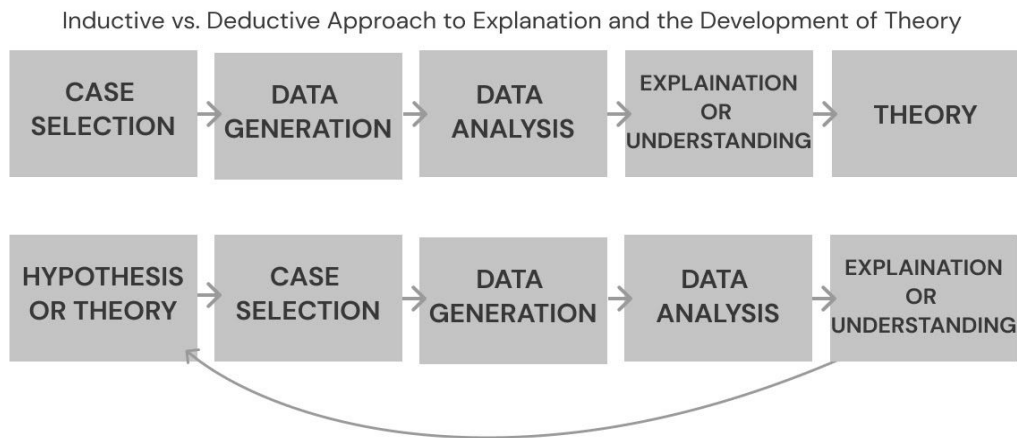 Inductive vs. Deductive Approach to Explanation and the Development of Theory
CASE
SELECTION
DATA
GENERATION
DATA
ANALYSIS
EXPLAINATION
OR
UNDERSTANDING
THEORY
HYPOTHESIS
OR THEORY
CASE
SELECTION
DATA
GENERATION
DATA
ANALYSIS
EXPLAINATION
OR
UNDERSTANDING